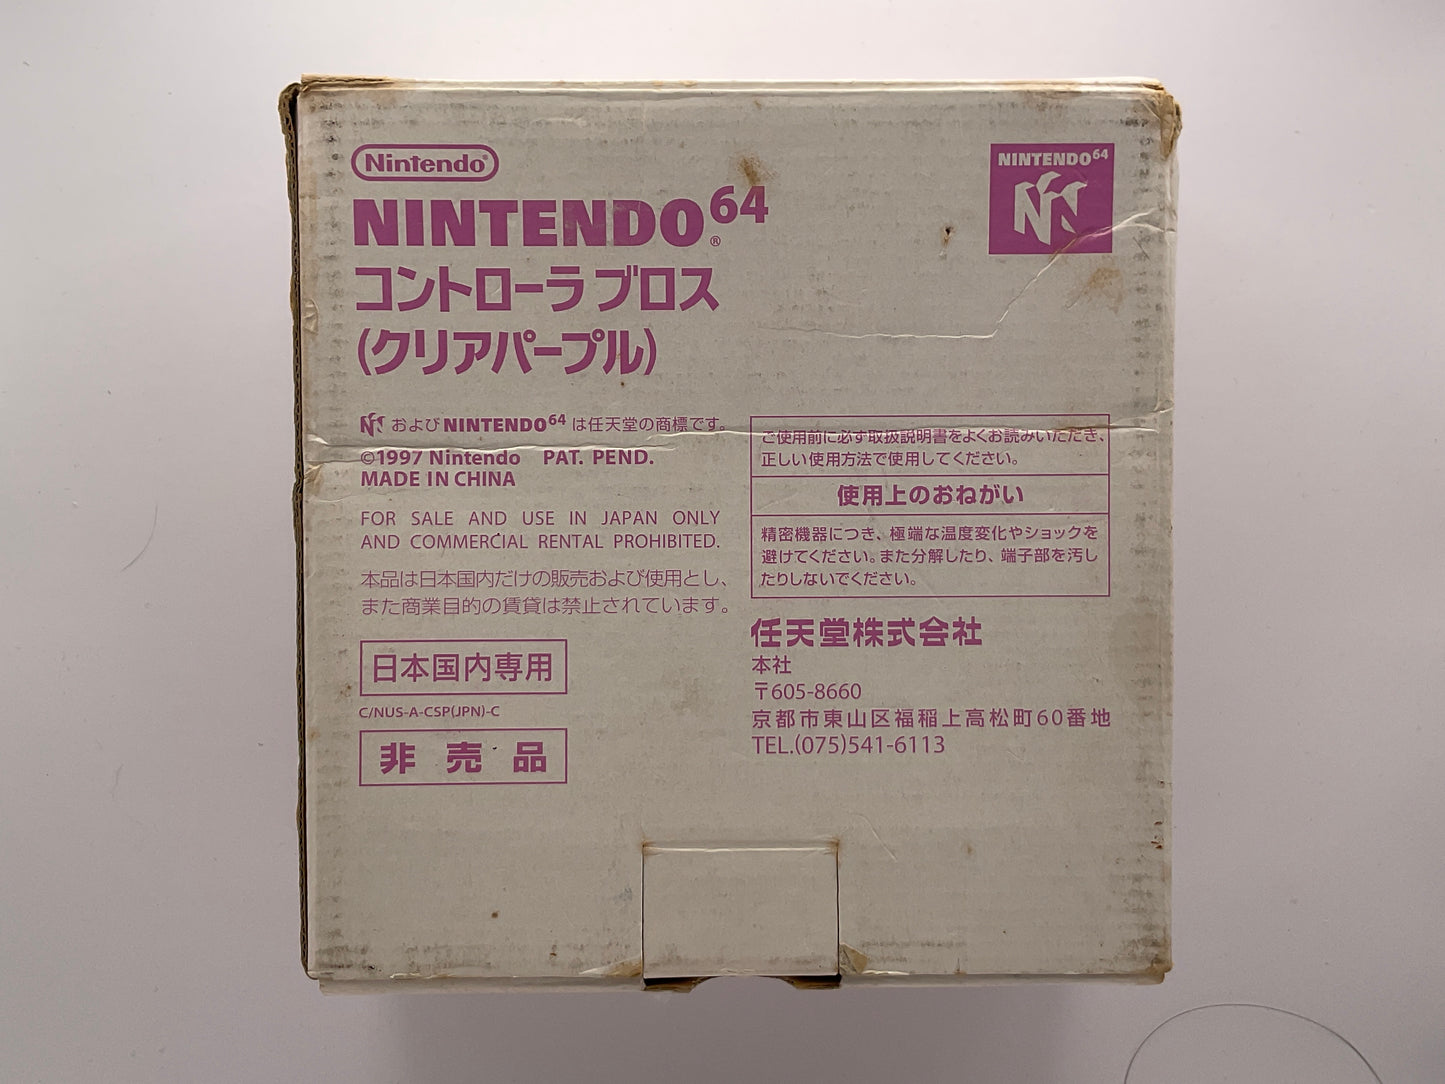 Nintendo®
NINTENDO64®
コントローラ ブロス
(クリアパープル)
NINTENDO64
および NINTENDO64 は任天堂の商標です。
©1997 Nintendo PAT. PEND.
MADE IN CHINA
FOR SALE AND USE IN JAPAN ONLY
AND COMMERCIAL RENTAL PROHIBITED.
本品は日本国内だけの販売および使用とし、
また商業目的の賃貸は禁止されています。
日本国内専用
C/NUS-A-CSP(JPN)-C
非売品
ご使用前に必ず取扱説明書をよくお読みいただき、
正しい使用方法で使用してください。
使用上のおねがい
精密機器につき、極端な温度変化やショックを
避けてください。また分解したり、端子部を汚し
たりしないでください。
任天堂株式会社
本社
〒605-8660
京都市東山区福稲上高松町60番地
TEL.(075)541-6113